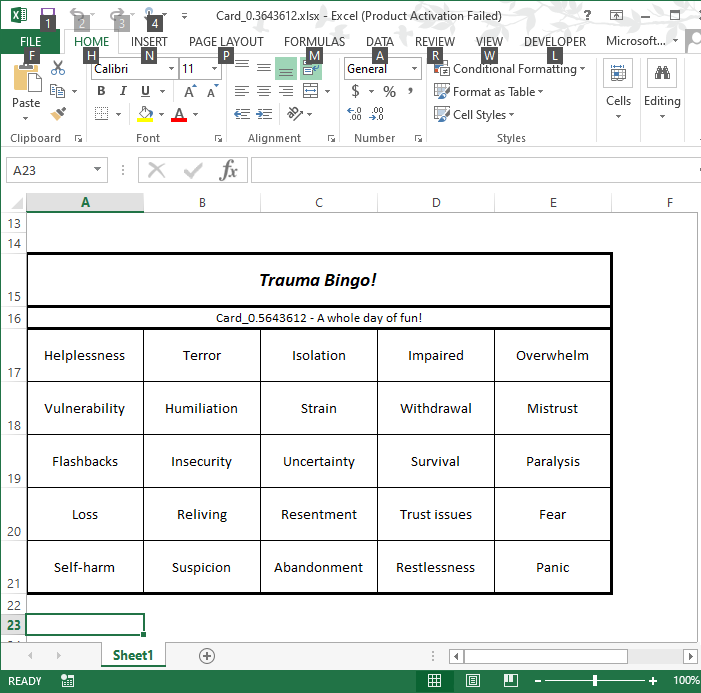 Card_0.3643612.xlsx - Excel (Product Activation Failed)
?
1 2 3 4
FILE HOME INSERT PAGE LAYOUT FORMULAS DATA REVIEW VIEW DEVELOPER Microsoft...
F H N P M A R W L
Paste
Calibri 11
B I U A A
A
General
$ % ,
.00 .00
Conditional Formatting
Format as Table
Cell Styles
Cells
Editing
Clipboard Font Alignment Number Styles
A23
fx
A B C D E F
13
14
15 Trauma Bingo!
16 Card_0.5643612 - A whole day of fun!
17 Helplessness Terror Isolation Impaired Overwhelm
18 Vulnerability Humiliation Strain Withdrawal Mistrust
19 Flashbacks Insecurity Uncertainty Survival Paralysis
20 Loss Reliving Resentment Trust issues Fear
21 Self-harm Suspicion Abandonment Restlessness Panic
22
23
Sheet1
READY 100%